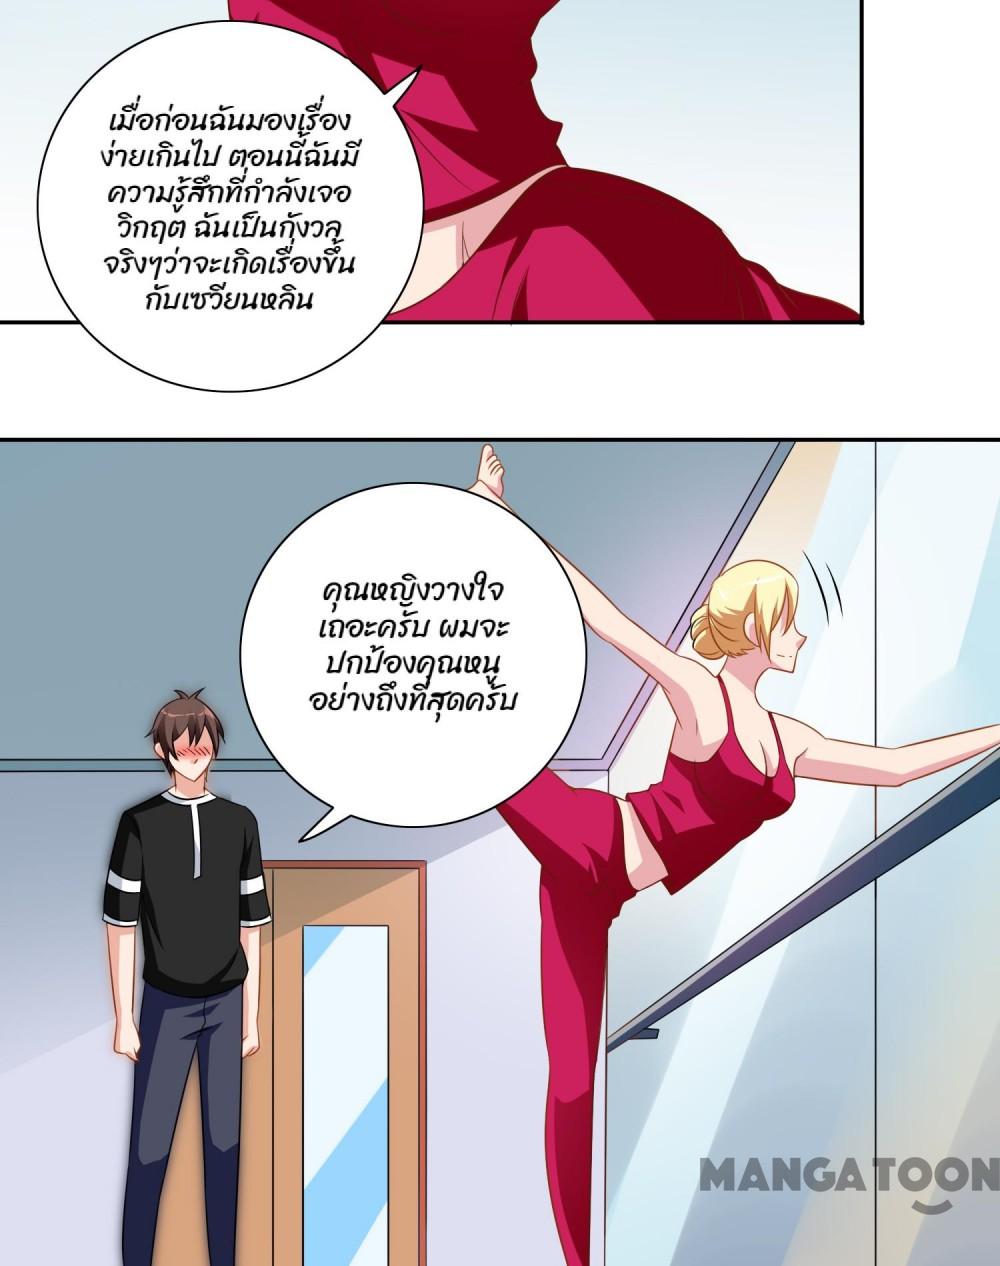 เมื่อก่อนฉันมองเรื่อง
ง่ายเกินไป ตอนนี้ฉันมี
ความรู้สึกที่กำลังเจอ
วิกฤต ฉันเป็นกังวล
จริงๆว่าจะเกิดเรื่องขึ้น
กับเซวียนหลิน
คุณหญิงวางใจ
เถอะครับ ผมจะ
ปกป้องคุณหนู
อย่างถึงที่สุดครับ
MANGATOON